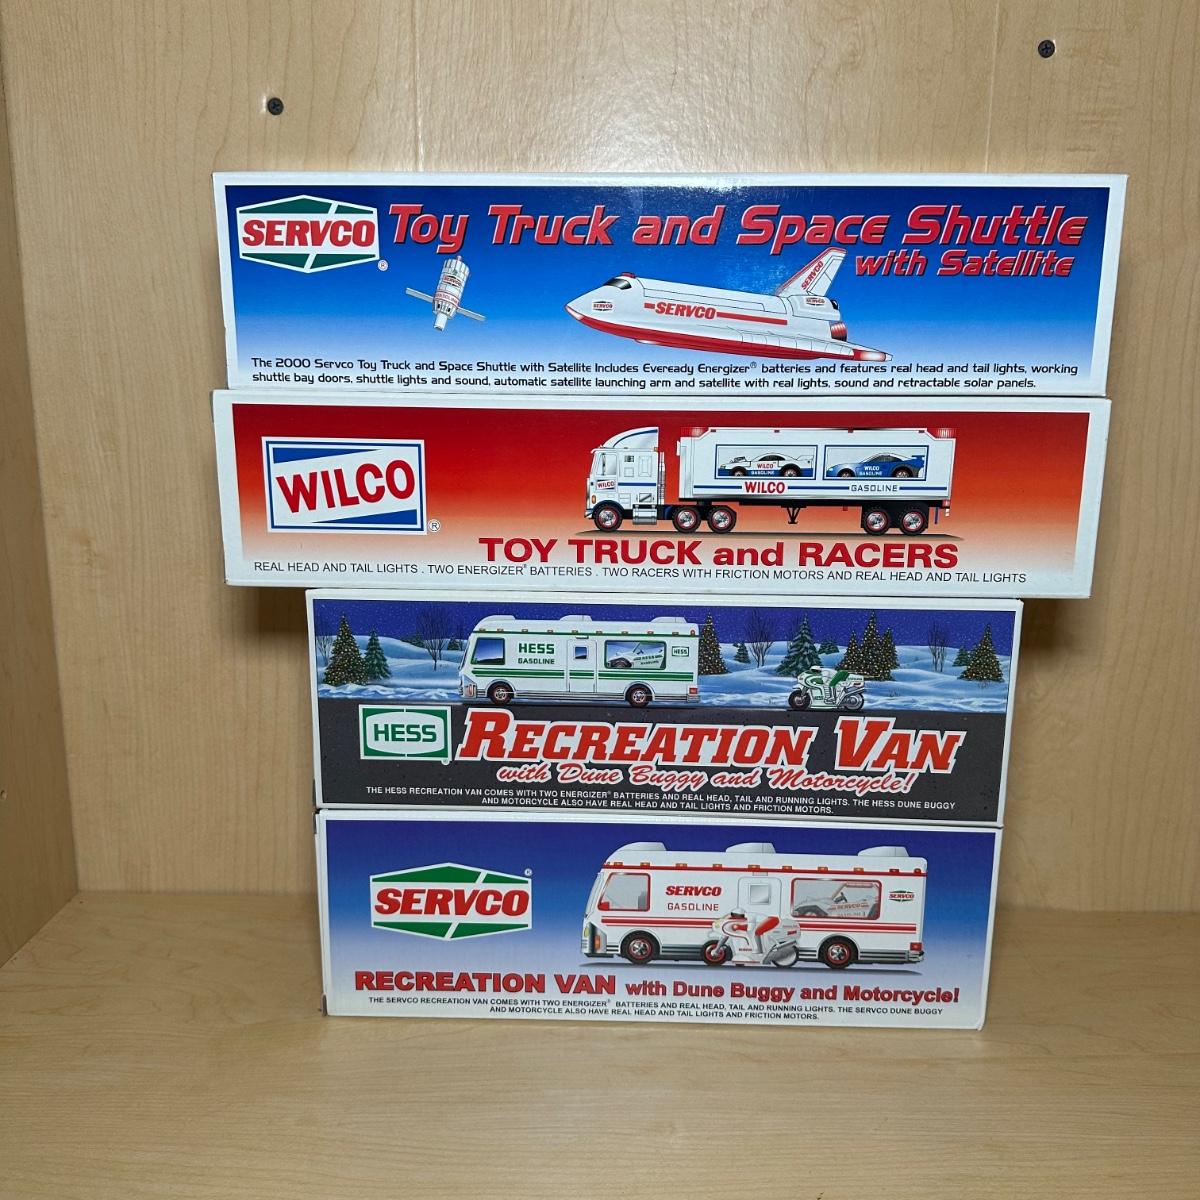 SERVCO
®
Toy Truck and Space Shuttle
with Satellite
SERVCO
SERVCO
SERVCO
SERVCO
The 2000 Servco Toy Truck and Space Shuttle with Satellite Includes Eveready Energizer® batteries and features real head and tail lights, working
shuttle bay doors, shuttle lights and sound, automatic satellite launching arm and satellite with real lights, sound and retractable solar panels.
WILCO
®
WILCO
WILCO
GASOLINE
WILCO
GASOLINE
WILCO
GASOLINE
TOY TRUCK and RACERS
REAL HEAD AND TAIL LIGHTS . TWO ENERGIZER® BATTERIES . TWO RACERS WITH FRICTION MOTORS AND REAL HEAD AND TAIL LIGHTS
HESS
GASOLINE
HESS
HESS
RECREATION VAN
with Dune Buggy and Motorcycle!
THE HESS RECREATION VAN COMES WITH TWO ENERGIZER® BATTERIES AND REAL HEAD, TAIL AND RUNNING LIGHTS. THE HESS DUNE BUGGY
AND MOTORCYCLE ALSO HAVE REAL HEAD AND TAIL LIGHTS AND FRICTION MOTORS.
SERVCO
®
SERVCO
GASOLINE
SERVCO
SERVCO
RECREATION VAN with Dune Buggy and Motorcycle!
THE SERVCO RECREATION VAN COMES WITH TWO ENERGIZER® BATTERIES AND REAL HEAD, TAIL AND RUNNING LIGHTS. THE SERVCO DUNE BUGGY
AND MOTORCYCLE ALSO HAVE REAL HEAD AND TAIL LIGHTS AND FRICTION MOTORS.